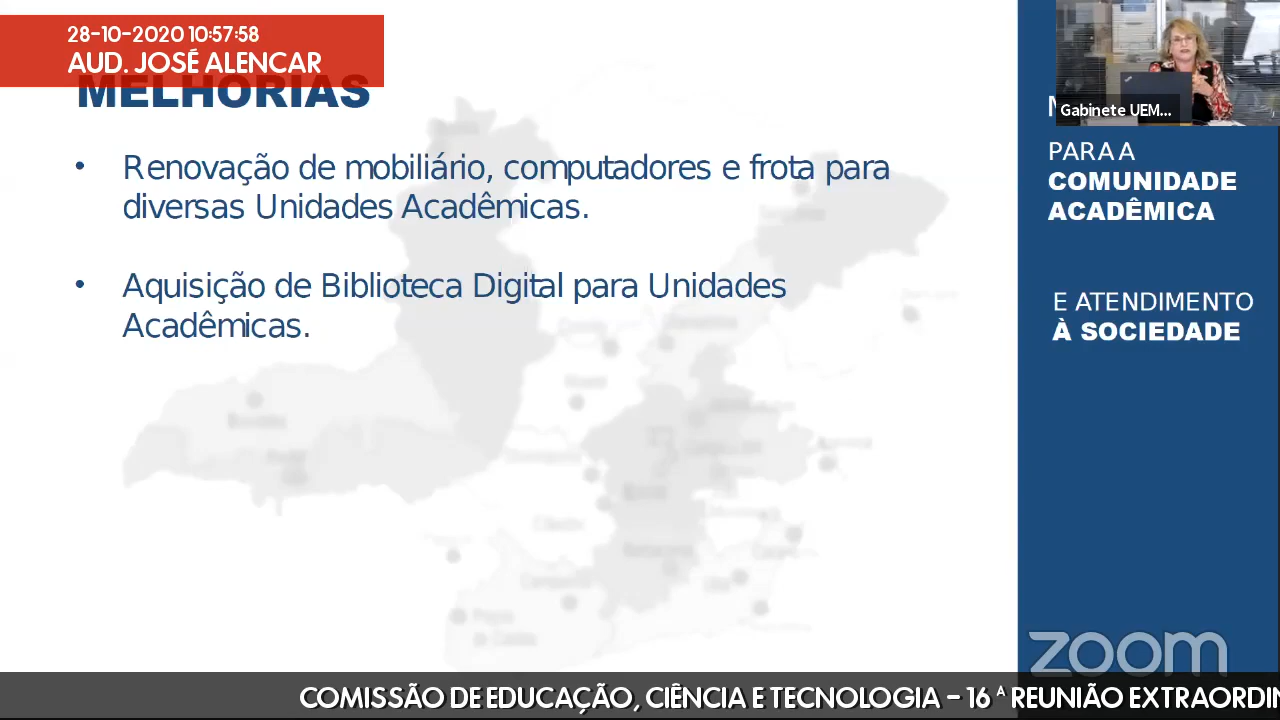 28-10-2020 10:57:58
AUD. JOSÉ ALENCAR
MELHORIAS
• Renovação de mobiliário, computadores e frota para
diversas Unidades Acadêmicas.
• Aquisição de Biblioteca Digital para Unidades
Acadêmicas.
Gabinete UEM...
PARA A
COMUNIDADE
ACADÊMICA
E ATENDIMENTO
À SOCIEDADE
zoom
COMISSÃO DE EDUCAÇÃO, CIÊNCIA E TECNOLOGIA - 16 ª REUNIÃO EXTRAORDIN